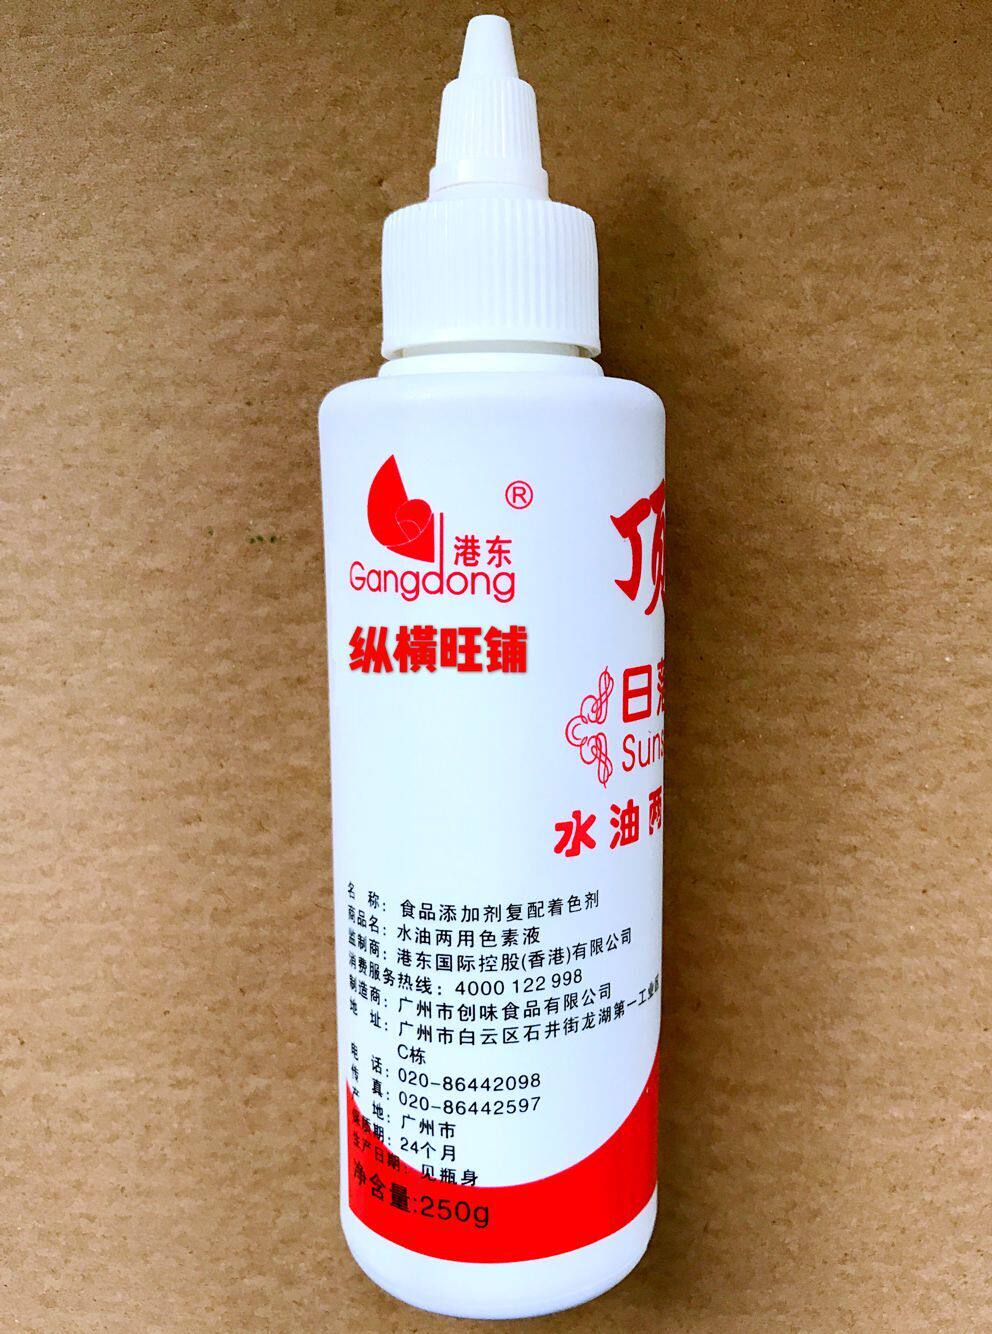 ®
港东
Gangdong
纵横旺铺
顶
日落
Suns
水油两
名 称：食品添加剂复配着色剂
商品名：水油两用色素液
监制商：港东国际控股(香港)有限公司
消费服务热线：4000 122 998
制造商：广州市创味食品有限公司
地 址：广州市白云区石井街龙湖第一工业区
C栋
电 话：020-86442098
传 真：020-86442597
产 地：广州市
保质期：24个月
生产日期：见瓶身
净含量:250g